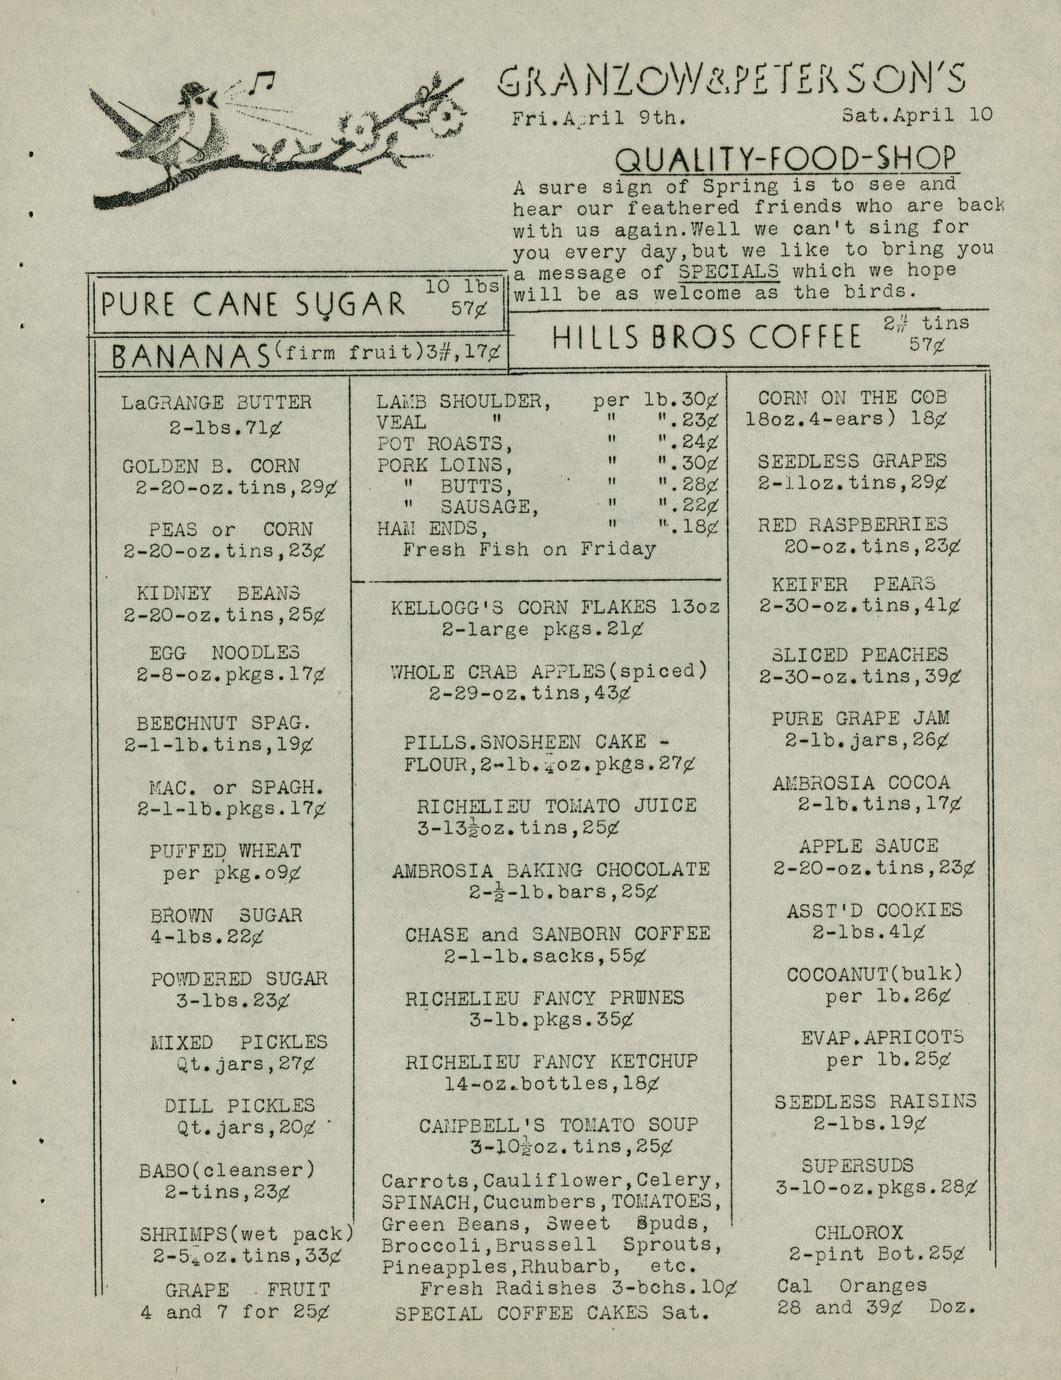 GRANZOW&PETERSON'S
Fri.April 9th. Sat.April 10
QUALITY-FOOD-SHOP
A sure sign of Spring is to see and
hear our feathered friends who are back
with us again.Well we can't sing for
you every day,but we like to bring you
a message of SPECIALS which we hope
will be as welcome as the birds.
PURE CANE SUGAR 10 lbs
57¢
BANANAS(firm fruit)3#,17¢
HILLS BROS COFFEE 2# tins
57¢
LaGRANGE BUTTER
2-lbs.71¢
GOLDEN B. CORN
2-20-oz.tins,29¢
PEAS or CORN
2-20-oz.tins,23¢
KIDNEY BEANS
2-20-oz.tins,25¢
EGG NOODLES
2-8-oz.pkgs.17¢
BEECHNUT SPAG.
2-1-lb.tins,19¢
MAC. or SPAGH.
2-1-lb.pkgs.17¢
PUFFED WHEAT
per pkg.o9¢
BROWN SUGAR
4-lbs.22¢
POWDERED SUGAR
3-lbs.23¢
MIXED PICKLES
Qt.jars,27¢
DILL PICKLES
Qt.jars,20¢
BABO(cleanser)
2-tins,23¢
SHRIMPS(wet pack)
tins,33¢
GRAPE FRUIT
4 and 7 for 25¢
LAMB SHOULDER, per lb.30¢
VEAL " " ".23¢
POT ROASTS, " ".24¢
PORK LOINS, " ".30¢
" BUTTS, " ".28¢
" SAUSAGE, " ".22¢
HAM ENDS, " ".18¢
Fresh Fish on Friday
KELLOGG'S CORN FLAKES 13oz
2-large pkgs.21¢
WHOLE CRAB APPLES(spiced)
2-29-oz.tins,43¢
PILLS.SNOSHEEN CAKE -
FLOUR,2-lb. pkgs.27¢
RICHELIEU TOMATO JUICE
3-13½oz.tins,25¢
AMBROSIA BAKING CHOCOLATE
2-½-lb.bars,25¢
CHASE and SANBORN COFFEE
2-1-lb.sacks,55¢
RICHELIEU FANCY PRUNES
3-lb.pkgs.35¢
RICHELIEU FANCY KETCHUP
14-oz.bottles,18¢
CAMPBELL'S TOMATO SOUP
3-10½oz.tins,25¢
Carrots,Cauliflower,Celery,
SPINACH,Cucumbers,TOMATOES,
Green Beans, Sweet Spuds,
Broccoli,Brussell Sprouts,
Pineapples,Rhubarb, etc.
Fresh Radishes 3-bchs.10¢
SPECIAL COFFEE CAKES Sat.
CORN ON THE COB
18oz.4-ears) 18¢
SEEDLESS GRAPES
2-11oz.tins,29¢
RED RASPBERRIES
20-oz.tins,23¢
KEIFER PEARS
2-30-oz.tins,41¢
SLICED PEACHES
2-30-oz.tins,39¢
PURE GRAPE JAM
2-lb.jars,26¢
AMBROSIA COCOA
2-lb.tins,17¢
APPLE SAUCE
2-20-oz.tins,23¢
ASST'D COOKIES
2-lbs.41¢
COCOANUT(bulk)
per lb.26¢
EVAP.APRICOTS
per lb.25¢
SEEDLESS RAISINS
2-lbs.19¢
SUPERSUDS
3-10-oz.pkgs.28¢
CHLOROX
2-pint Bot.25¢
Cal Oranges
28 and 39¢ Doz.